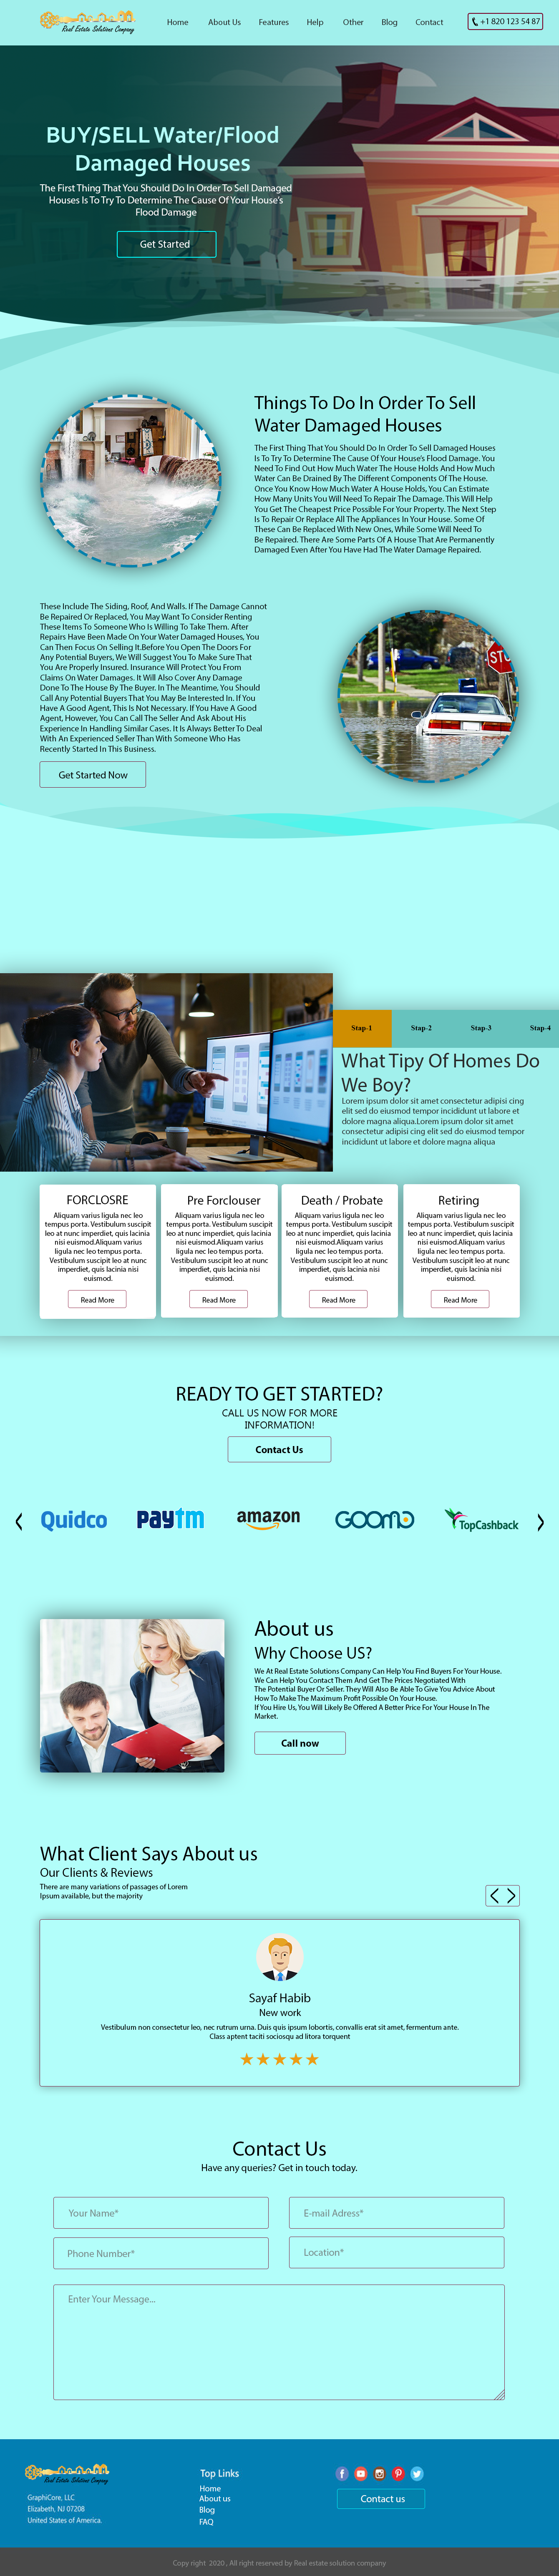 Real Estate Solutions Company
Home About Us Features Help Other Blog Contact
+1 820 123 54 87
BUY/SELL Water/Flood
Damaged Houses
The First Thing That You Should Do In Order To Sell Damaged
Houses Is To Try To Determine The Cause Of Your House's
Flood Damage
Get Started
Things To Do In Order To Sell
Water Damaged Houses
The First Thing That You Should Do In Order To Sell Damaged Houses
Is To Try To Determine The Cause Of Your House's Flood Damage. You
Need To Find Out How Much Water The House Holds And How Much
Water Can Be Drained By The Different Components Of The House.
Once You Know How Much Water A House Holds, You Can Estimate
How Many Units You Will Need To Repair The Damage. This Will Help
You Get The Cheapest Price Possible For Your Property. The Next Step
Is To Repair Or Replace All The Appliances In Your House. Some Of
These Can Be Replaced With New Ones, While Some Will Need To
Be Repaired. There Are Some Parts Of A House That Are Permanently
Damaged Even After You Have Had The Water Damage Repaired.
These Include The Siding, Roof, And Walls. If The Damage Cannot
Be Repaired Or Replaced, You May Want To Consider Renting
These Items To Someone Who Is Willing To Take Them. After
Repairs Have Been Made On Your Water Damaged Houses, You
Can Then Focus On Selling It.Before You Open The Doors For
Any Potential Buyers, We Will Suggest You To Make Sure That
You Are Properly Insured. Insurance Will Protect You From
Claims On Water Damages. It Will Also Cover Any Damage
Done To The House By The Buyer. In The Meantime, You Should
Call Any Potential Buyers That You May Be Interested In. If You
Have A Good Agent, This Is Not Necessary. If You Have A Good
Agent, However, You Can Call The Seller And Ask About His
Experience In Handling Similar Cases. It Is Always Better To Deal
With An Experienced Seller Than With Someone Who Has
Recently Started In This Business.
STO
Get Started Now
Stap-1 Stap-2 Stap-3 Stap-4
What Tipy Of Homes Do
We Boy?
Lorem ipsum dolor sit amet consectetur adipisi cing
elit sed do eiusmod tempor incididunt ut labore et
dolore magna aliqua.Lorem ipsum dolor sit amet
consectetur adipisi cing elit sed do eiusmod tempor
incididunt ut labore et dolore magna aliqua
FORCLOSRE
Aliquam varius ligula nec leo
tempus porta. Vestibulum suscipit
leo at nunc imperdiet, quis lacinia
nisi euismod.Aliquam varius
ligula nec leo tempus porta.
Vestibulum suscipit leo at nunc
imperdiet, quis lacinia nisi
euismod.
Read More
Pre Forclouser
Aliquam varius ligula nec leo
tempus porta. Vestibulum suscipit
leo at nunc imperdiet, quis lacinia
nisi euismod.Aliquam varius
ligula nec leo tempus porta.
Vestibulum suscipit leo at nunc
imperdiet, quis lacinia nisi
euismod.
Read More
Death / Probate
Aliquam varius ligula nec leo
tempus porta. Vestibulum suscipit
leo at nunc imperdiet, quis lacinia
nisi euismod.Aliquam varius
ligula nec leo tempus porta.
Vestibulum suscipit leo at nunc
imperdiet, quis lacinia nisi
euismod.
Read More
Retiring
Aliquam varius ligula nec leo
tempus porta. Vestibulum suscipit
leo at nunc imperdiet, quis lacinia
nisi euismod.Aliquam varius
ligula nec leo tempus porta.
Vestibulum suscipit leo at nunc
imperdiet, quis lacinia nisi
euismod.
Read More
READY TO GET STARTED?
CALL US NOW FOR MORE
INFORMATION!
Contact Us
Quidco paytm amazon GOOMO TopCashback
About us
Why Choose US?
We At Real Estate Solutions Company Can Help You Find Buyers For Your House.
We Can Help You Contact Them And Get The Prices Negotiated With
The Potential Buyer Or Seller. They Will Also Be Able To Give You Advice About
How To Make The Maximum Profit Possible On Your House.
If You Hire Us, You Will Likely Be Offered A Better Price For Your House In The
Market.
Call now
What Client Says About us
Our Clients & Reviews
There are many variations of passages of Lorem
Ipsum available, but the majority
Sayaf Habib
New work
Vestibulum non consectetur leo, nec rutrum urna. Duis quis ipsum lobortis, convallis erat sit amet, fermentum ante.
Class aptent taciti sociosqu ad litora torquent
Contact Us
Have any queries? Get in touch today.
Your Name*
E-mail Adress*
Phone Number*
Location*
Enter Your Message...
Real Estate Solutions Company
GraphiCore, LLC
Elizabeth, NJ 07208
United States of America.
Top Links
Home
About us
Blog
FAQ
Contact us
Copy right 2020 , All right reserved by Real estate solution company